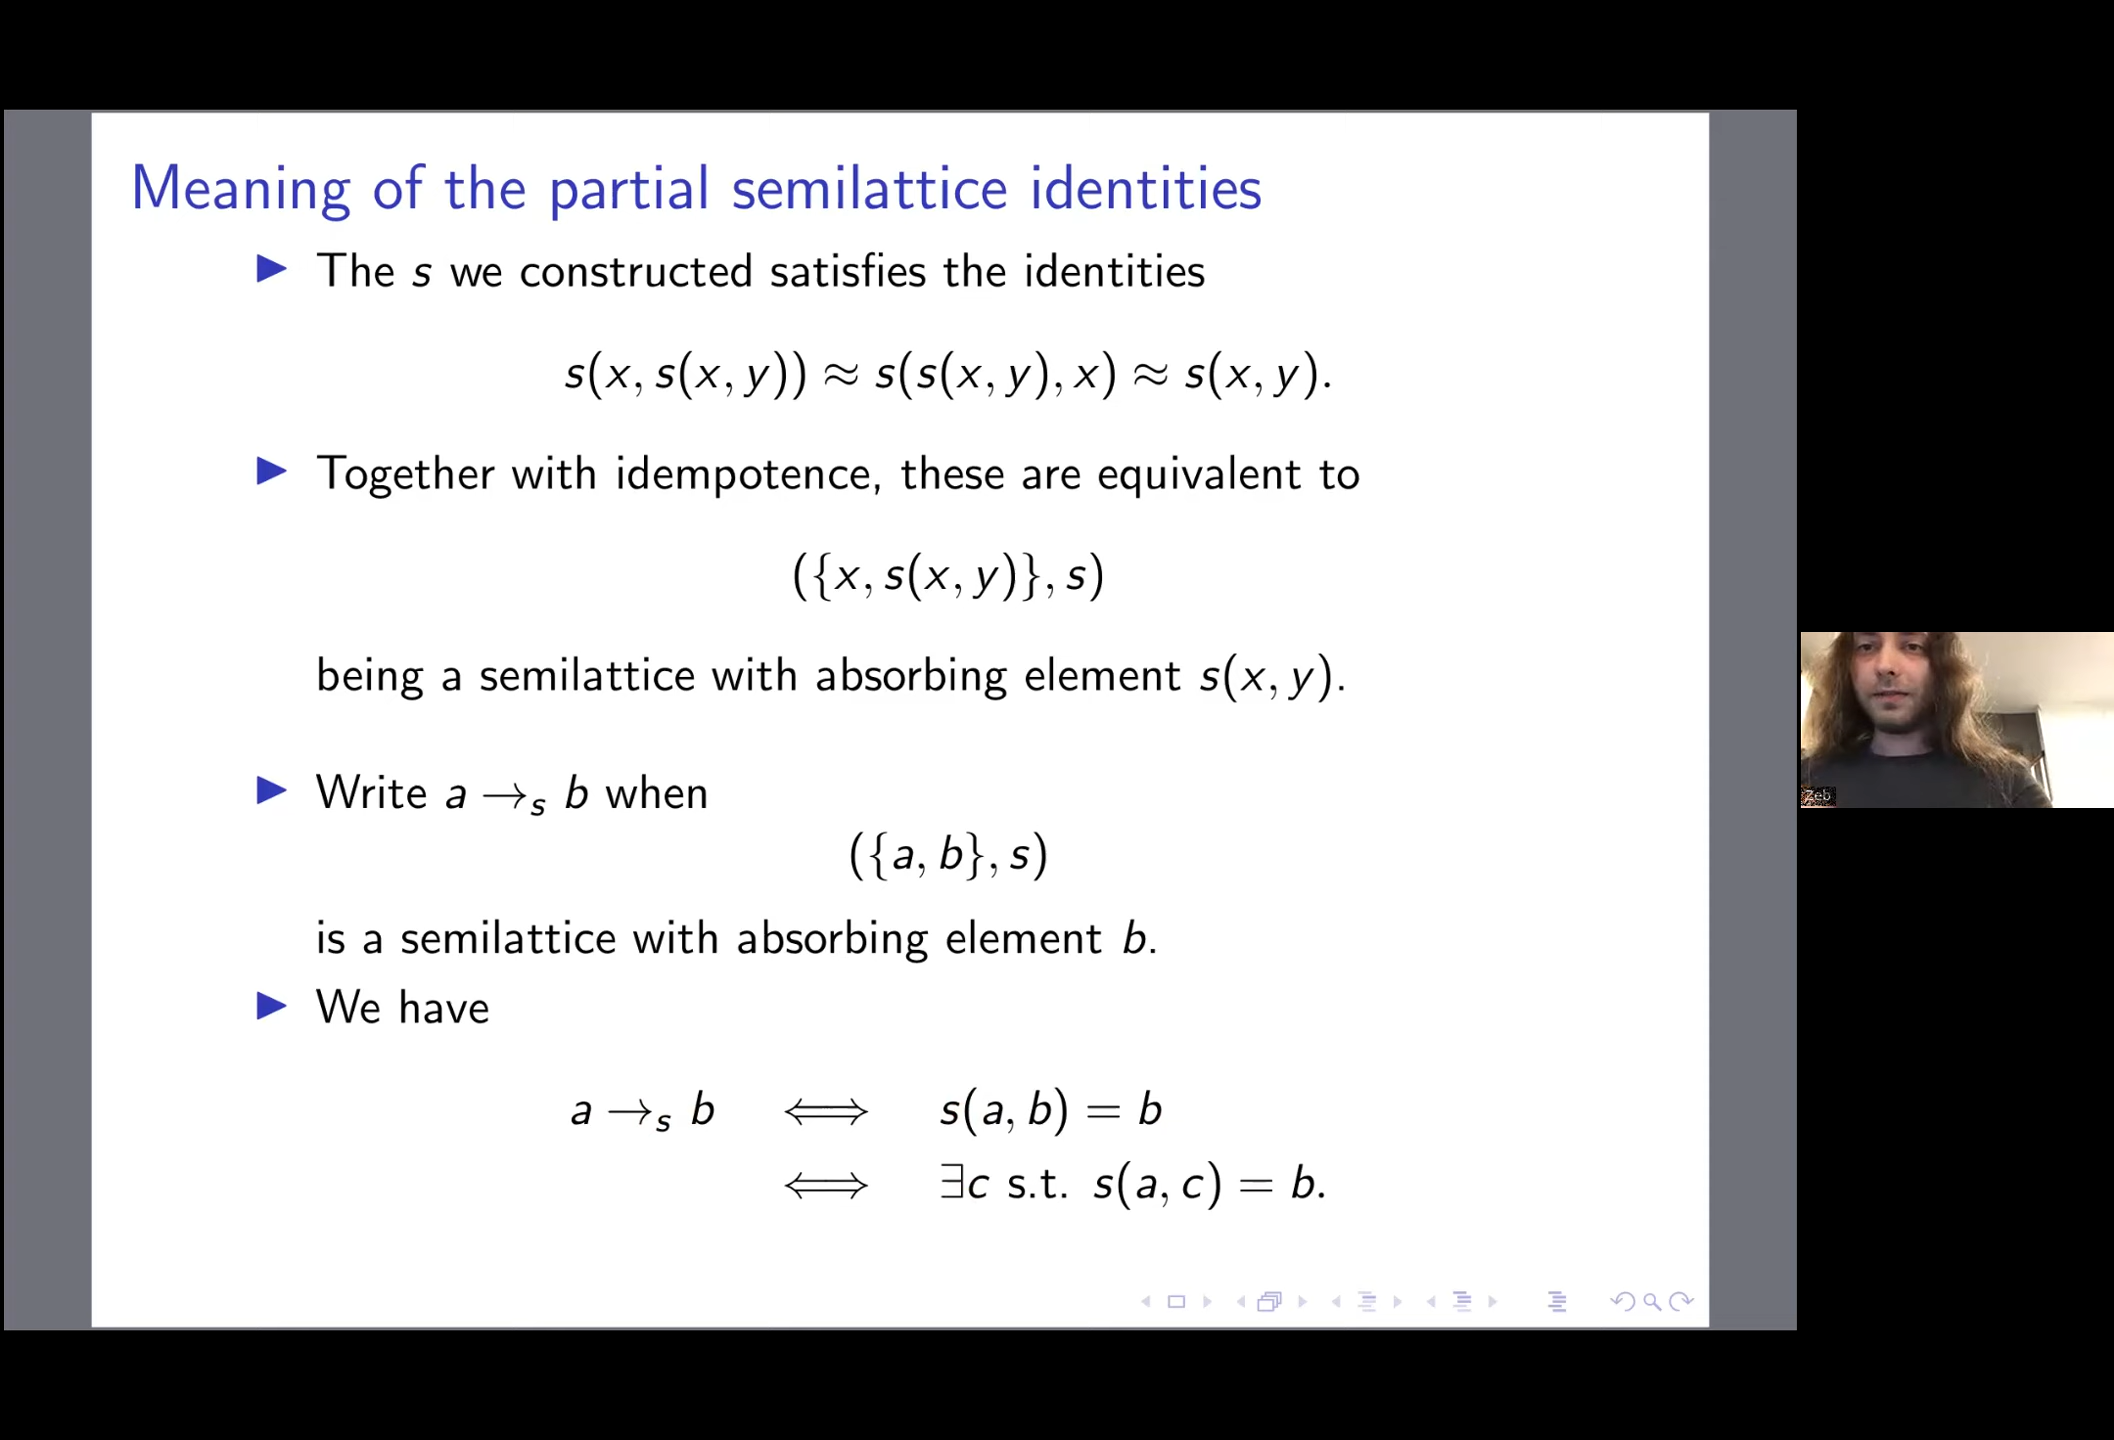 Meaning of the partial semilattice identities
▶ The s we constructed satisfies the identities
s(x, s(x, y)) ≈ s(s(x, y), x) ≈ s(x, y).
▶ Together with idempotence, these are equivalent to
({x, s(x, y)}, s)
being a semilattice with absorbing element s(x, y).
▶ Write a →ₛ b when
({a, b}, s)
is a semilattice with absorbing element b.
▶ We have
a →ₛ b ⟺ s(a, b) = b
⟺ ∃c s.t. s(a, c) = b.
Zeb